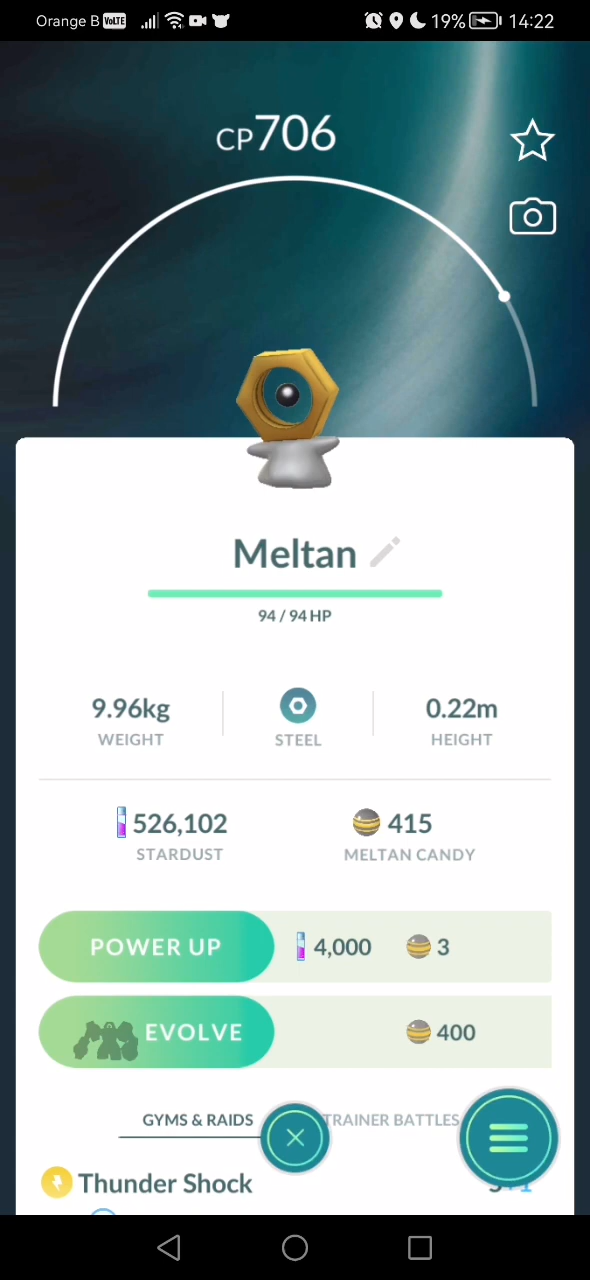 Orange B VoLTE 19% 14:22
CP706
Meltan
94 / 94 HP
9.96kg 0.22m
WEIGHT STEEL HEIGHT
526,102 415
STARDUST MELTAN CANDY
POWER UP 4,000 3
EVOLVE 400
GYMS & RAIDS TRAINER BATTLES
Thunder Shock